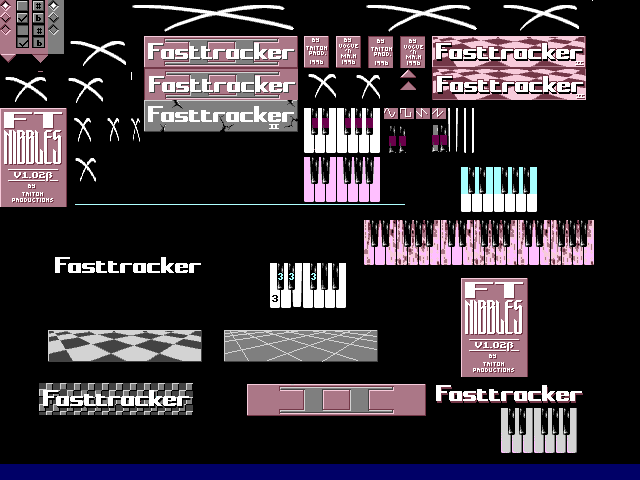 Fasttracker
BY
TRITON
PROD.
1996
BY
VOGUE
'N
MR.H
1996
BY
TRITON
PROD.
1996
BY
VOGUE
'N
MR.H
1996
Fasttracker
II
Fasttracker
Fasttracker
II
Fasttracker
II
FT
NIBBLES
V1.02β
BY
TRITON
PRODUCTIONS
Fasttracker
3 3 3
3
FT
NIBBLES
V1.02β
BY
TRITON
PRODUCTIONS
Fasttracker
Fasttracker